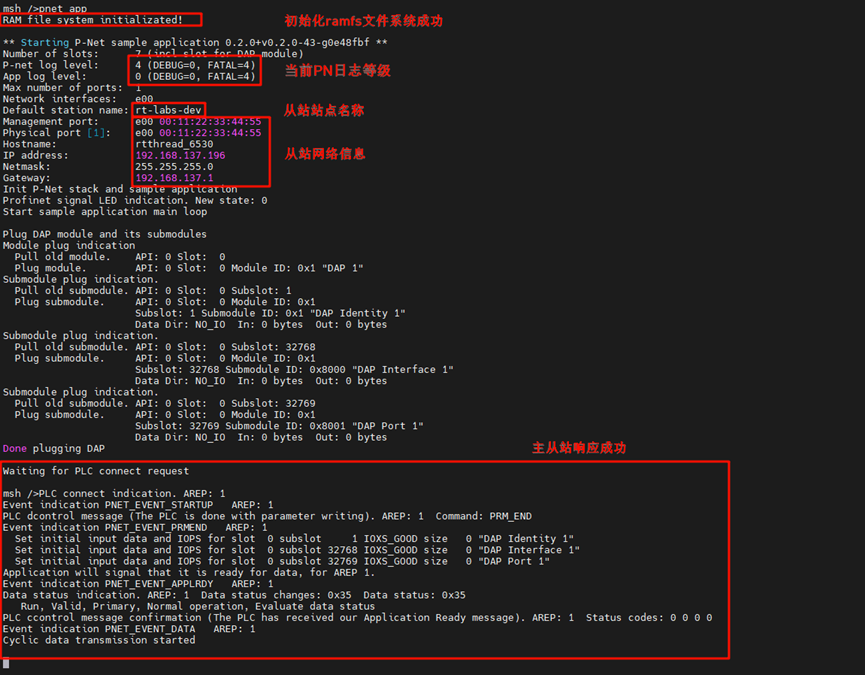 msh />pnet_app
RAM file system initializated!
初始化ramfs文件系统成功
** Starting P-Net sample application 0.2.0+v0.2.0-43-g0e48fbf **
Number of slots: 7 (incl slot for DAP module)
P-net log level: 4 (DEBUG=0, FATAL=4)
当前PN日志等级
App log level: 0 (DEBUG=0, FATAL=4)
Max number of ports: 1
Network interfaces: e00
Default station name: rt-labs-dev
从站站点名称
Management port: e00 00:11:22:33:44:55
Physical port [1]: e00 00:11:22:33:44:55
Hostname: rtthread_6530
IP address: 192.168.137.196
从站网络信息
Netmask: 255.255.255.0
Gateway: 192.168.137.1
Init P-Net stack and sample application
Profinet signal LED indication. New state: 0
Start sample application main loop
Plug DAP module and its submodules
Module plug indication
Pull old module. API: 0 Slot: 0
Plug module. API: 0 Slot: 0 Module ID: 0x1 "DAP 1"
Submodule plug indication.
Pull old submodule. API: 0 Slot: 0 Subslot: 1
Plug submodule. API: 0 Slot: 0 Module ID: 0x1
Subslot: 1 Submodule ID: 0x1 "DAP Identity 1"
Data Dir: NO_IO In: 0 bytes Out: 0 bytes
Submodule plug indication.
Pull old submodule. API: 0 Slot: 0 Subslot: 32768
Plug submodule. API: 0 Slot: 0 Module ID: 0x1
Subslot: 32768 Submodule ID: 0x8000 "DAP Interface 1"
Data Dir: NO_IO In: 0 bytes Out: 0 bytes
Submodule plug indication.
Pull old submodule. API: 0 Slot: 0 Subslot: 32769
Plug submodule. API: 0 Slot: 0 Module ID: 0x1
Subslot: 32769 Submodule ID: 0x8001 "DAP Port 1"
Data Dir: NO_IO In: 0 bytes Out: 0 bytes
Done plugging DAP
主从站响应成功
Waiting for PLC connect request
msh />PLC connect indication. AREP: 1
Event indication PNET_EVENT_STARTUP AREP: 1
PLC dcontrol message (The PLC is done with parameter writing). AREP: 1 Command: PRM_END
Event indication PNET_EVENT_PRMEND AREP: 1
Set initial input data and IOPS for slot 0 subslot 1 IOXS_GOOD size 0 "DAP Identity 1"
Set initial input data and IOPS for slot 0 subslot 32768 IOXS_GOOD size 0 "DAP Interface 1"
Set initial input data and IOPS for slot 0 subslot 32769 IOXS_GOOD size 0 "DAP Port 1"
Application will signal that it is ready for data, for AREP 1.
Event indication PNET_EVENT_APPLRDY AREP: 1
Data status indication. AREP: 1 Data status changes: 0x35 Data status: 0x35
Run, Valid, Primary, Normal operation, Evaluate data status
PLC ccontrol message confirmation (The PLC has received our Application Ready message). AREP: 1 Status codes: 0 0 0 0
Event indication PNET_EVENT_DATA AREP: 1
Cyclic data transmission started